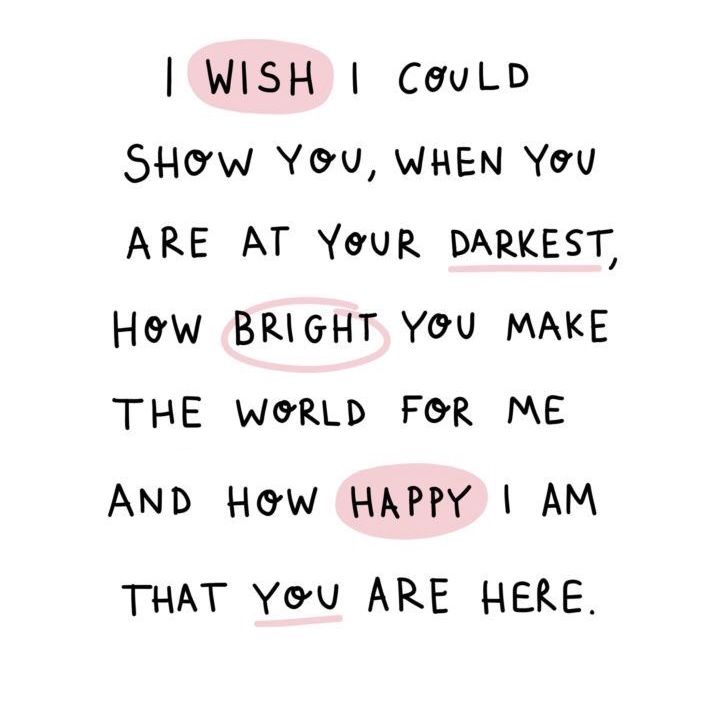 I WISH I COULD
SHOW YOU, WHEN YOU
ARE AT YOUR DARKEST,
HOW BRIGHT YOU MAKE
THE WORLD FOR ME
AND HOW HAPPY I AM
THAT YOU ARE HERE.